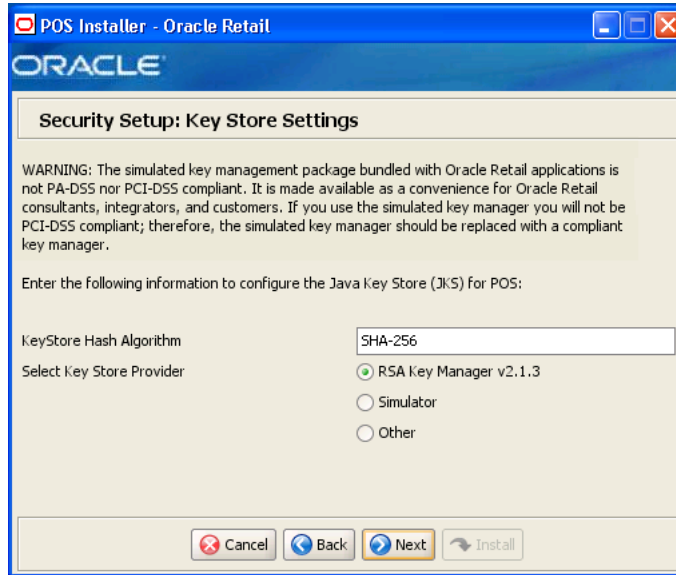 POS Installer - Oracle Retail
ORACLE
Security Setup: Key Store Settings
WARNING: The simulated key management package bundled with Oracle Retail applications is
not PA-DSS nor PCI-DSS compliant. It is made available as a convenience for Oracle Retail
consultants, integrators, and customers. If you use the simulated key manager you will not be
PCI-DSS compliant; therefore, the simulated key manager should be replaced with a compliant
key manager.
Enter the following information to configure the Java Key Store (JKS) for POS:
KeyStore Hash Algorithm SHA-256
Select Key Store Provider RSA Key Manager v2.1.3
Simulator
Other
Cancel Back Next Install